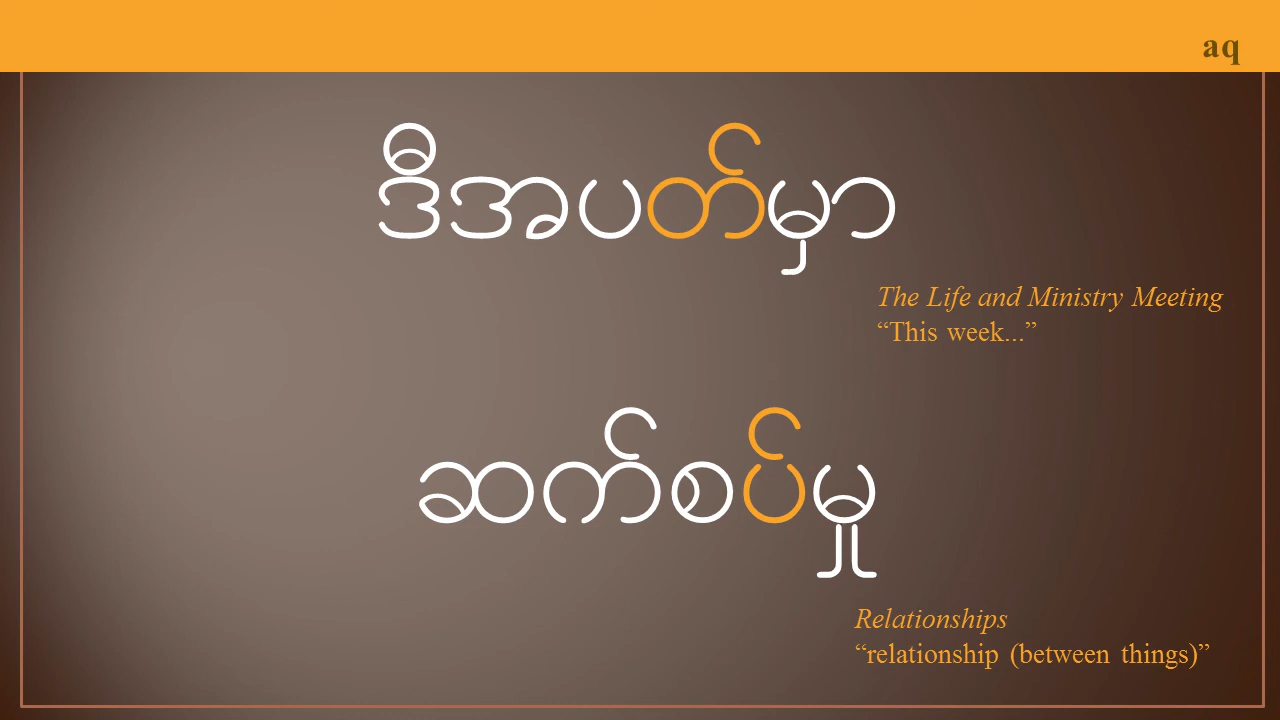 aq
ဒီအပတ်မှာ
The Life and Ministry Meeting
“This week...”
ဆက်စပ်မှု
Relationships
“relationship (between things)”